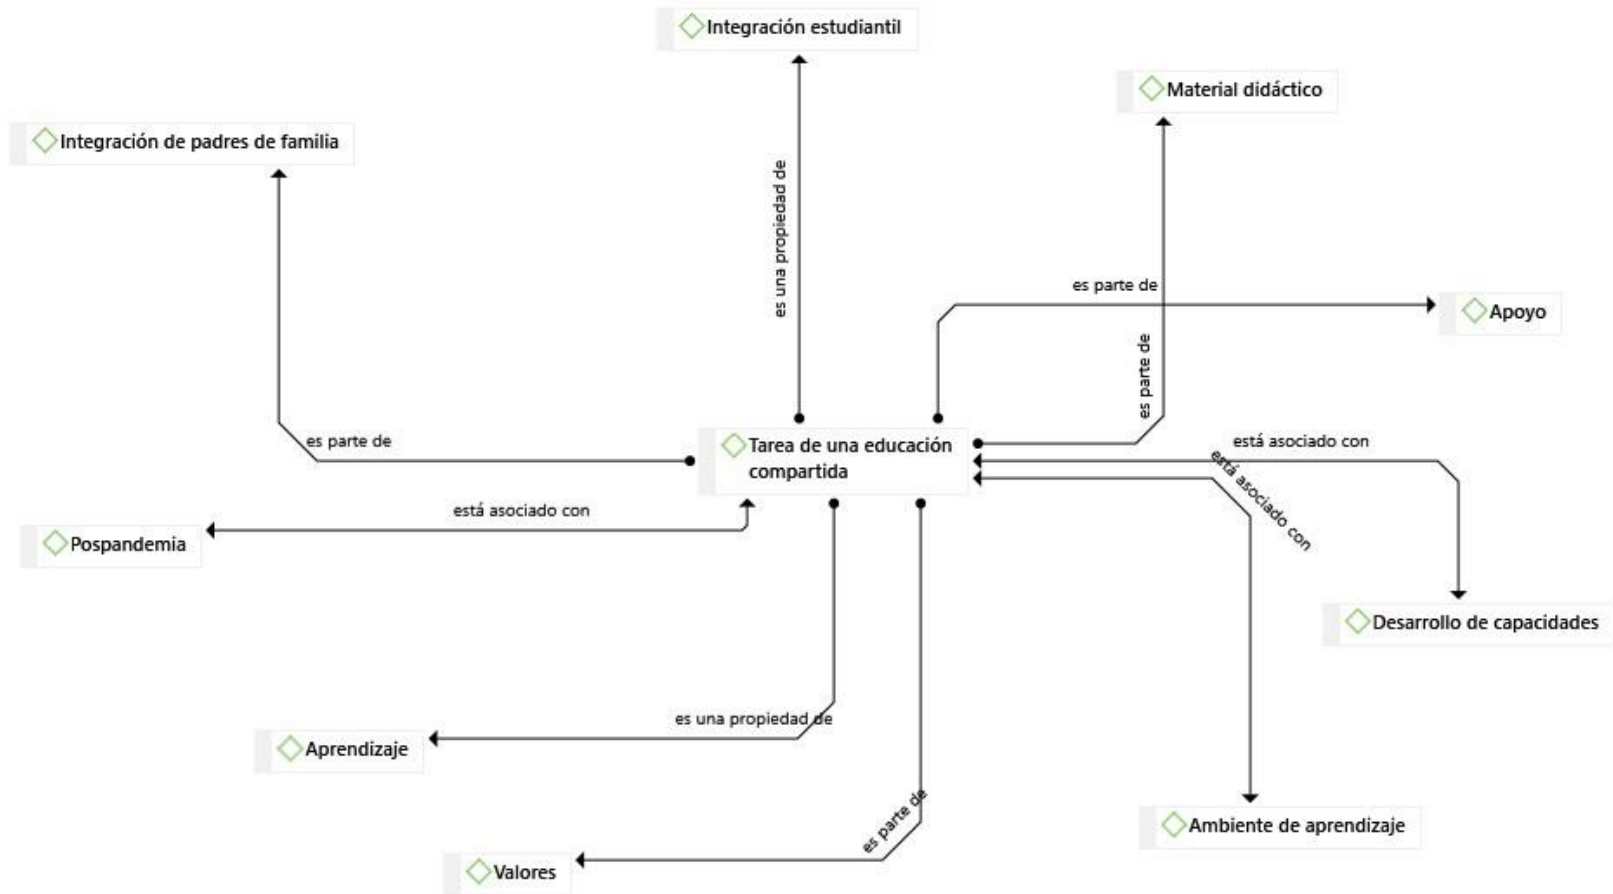 Integración estudiantil
Material didáctico
Integración de padres de familia
es una propiedad de
es parte de
Apoyo
es parte de
es parte de
Tarea de una educación
compartida
está asociado con
está asociado con
está asociado con
Pospandemia
Desarrollo de capacidades
es una propiedad de
Aprendizaje
es parte de
Ambiente de aprendizaje
Valores